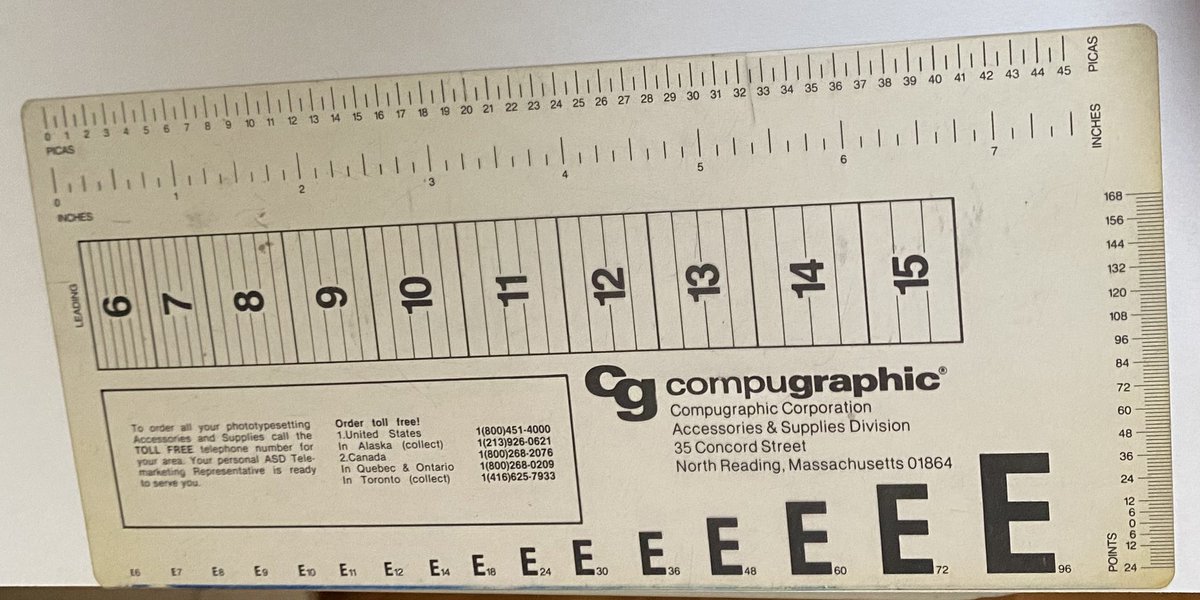 0 1 2 3 4 5 6 7 8 9 10 11 12 13 14 15 16 17 18 19 20 21 22 23 24 25 26 27 28 29 30 31 32 33 34 35 36 37 38 39 40 41 42 43 44 45 PICAS
PICAS
0 1 2 3 4 5 6 7 INCHES
INCHES
LEADING
6 7 8 9 10 11 12 13 14 15
168
156
144
132
120
108
96
84
72
60
48
36
24
12
6
0
6
12
24
POINTS
Cg compugraphic®
Compugraphic Corporation
Accessories & Supplies Division
35 Concord Street
North Reading, Massachusetts 01864
To order all your phototypesetting
Accessories and Supplies call the
TOLL FREE telephone number for
your area. Your personal ASD Tele-
marketing Representative is ready
to serve you.
Order toll free!
1.United States 1(800)451-4000
In Alaska (collect) 1(213)926-0621
2.Canada 1(800)268-2076
In Quebec & Ontario 1(800)268-0209
In Toronto (collect) 1(416)625-7933
E6 E7 E8 E9 E10 E11 E12 E14 E18 E24 E30 E36 E48 E60 E72 E96